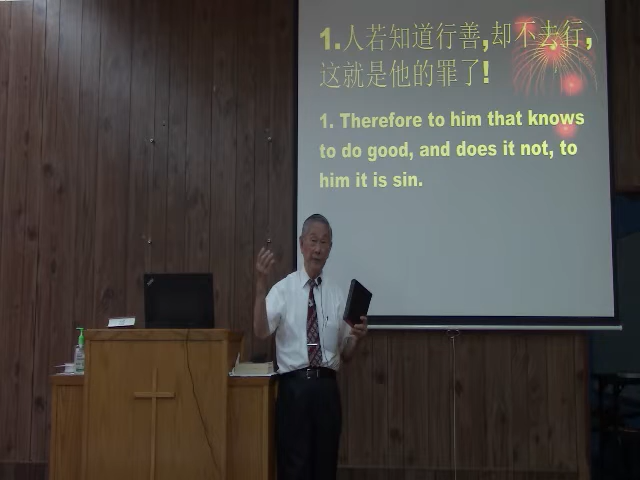 1.人若知道行善,却不去行,
这就是他的罪了!
1. Therefore to him that knows
to do good, and does it not, to
him it is sin.